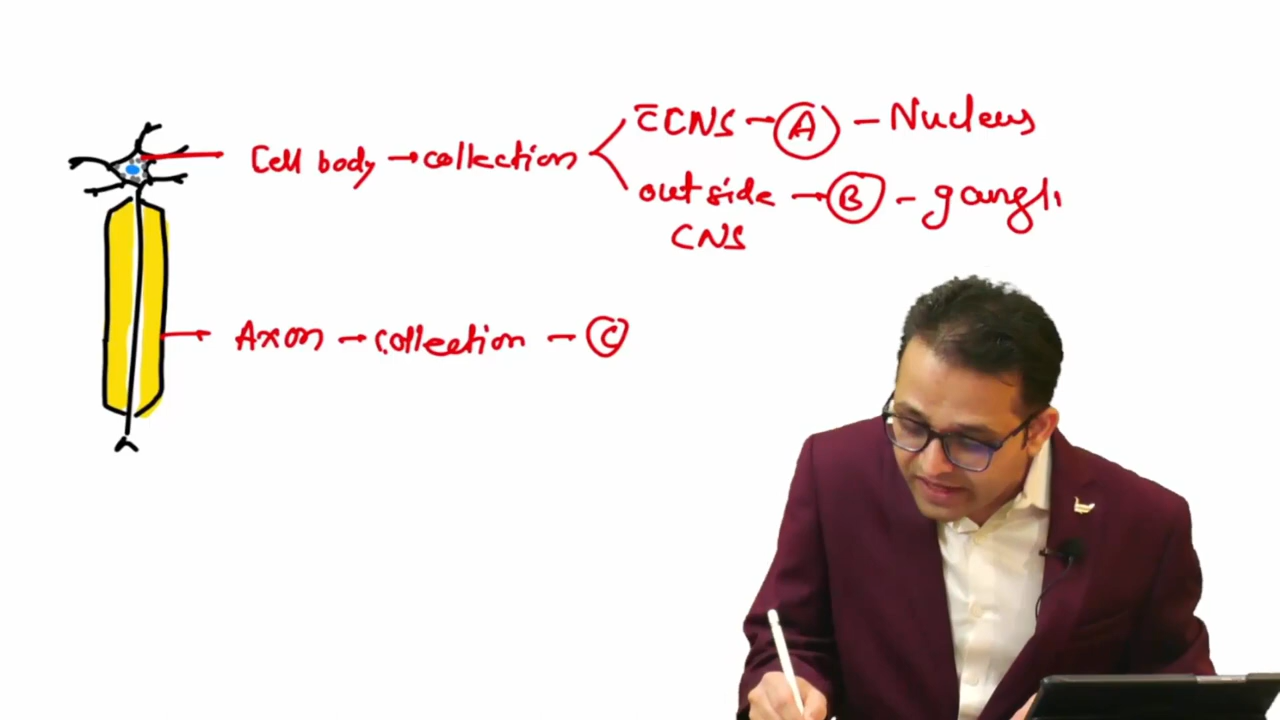 c̄ CNS → A – Nucleus
Cell body → collection
outside → B – gangli
CNS
Axon → collection – C